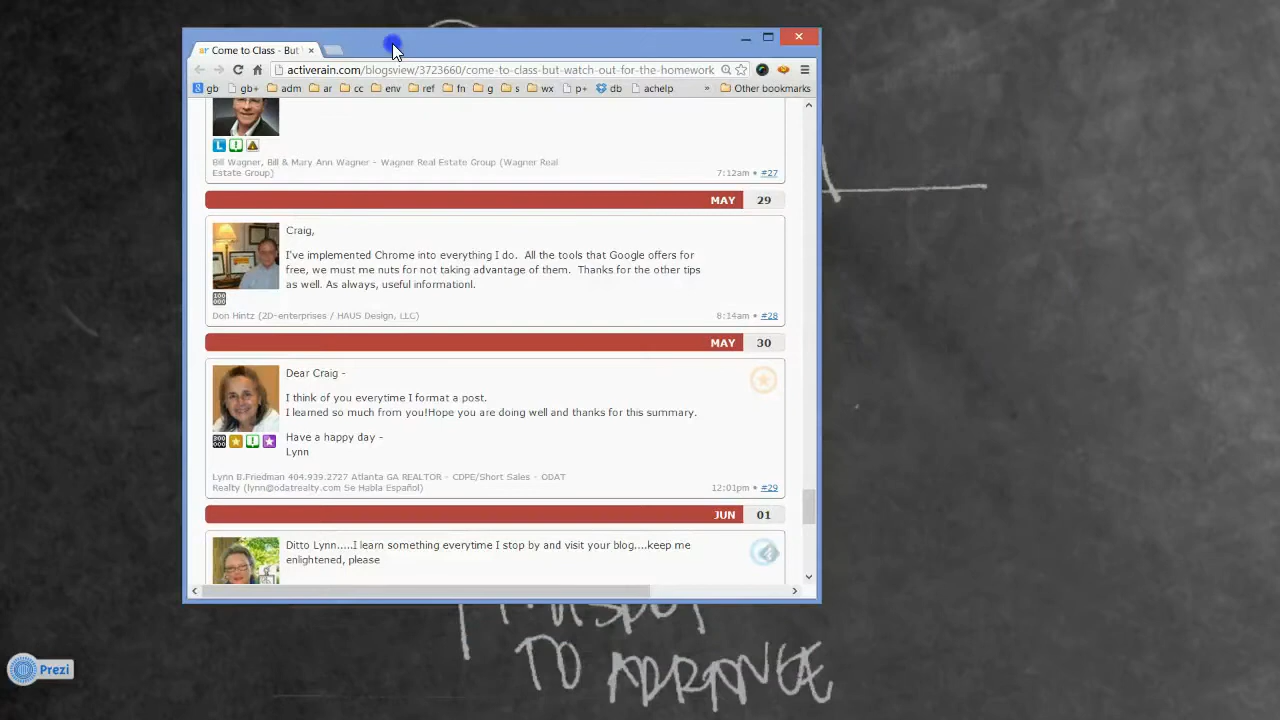 Come to Class - But
activerain.com/blogsview/3723660/come-to-class-but-watch-out-for-the-homework
gb gb+ adm ar cc env ref fn g s wx p+ db achelp » Other bookmarks
Bill Wagner, Bill & Mary Ann Wagner - Wagner Real Estate Group (Wagner Real
Estate Group) 7:12am • #27
MAY 29
Craig,
I've implemented Chrome into everything I do. All the tools that Google offers for
free, we must me nuts for not taking advantage of them. Thanks for the other tips
as well. As always, useful informationl.
Don Hintz (2D-enterprises / HAUS Design, LLC) 8:14am • #28
MAY 30
Dear Craig -
I think of you everytime I format a post.
I learned so much from you!Hope you are doing well and thanks for this summary.
Have a happy day -
Lynn
Lynn B.Friedman 404.939.2727 Atlanta GA REALTOR - CDPE/Short Sales - ODAT
Realty (lynn@odatrealty.com Se Habla Español) 12:01pm • #29
JUN 01
Ditto Lynn.....I learn something everytime I stop by and visit your blog....keep me
enlightened, please
TO ARRANGE
Prezi